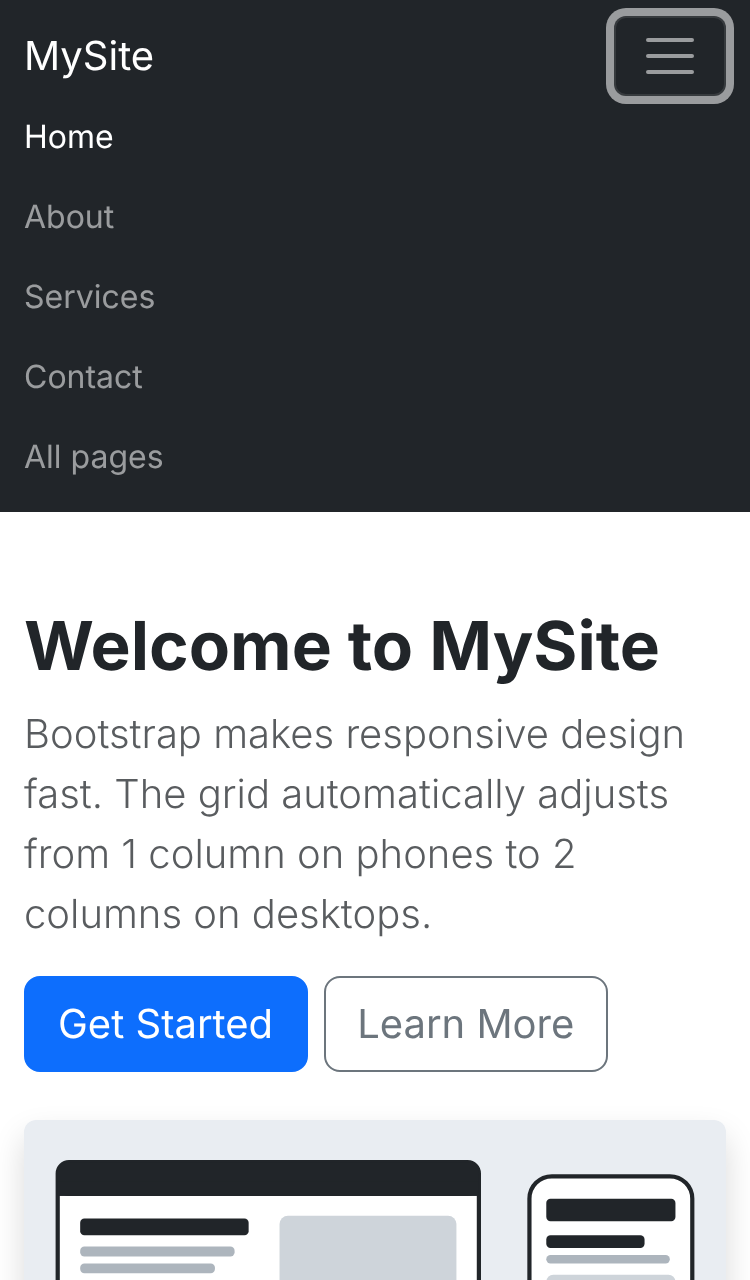 MySite
Home
About
Services
Contact
All pages
Welcome to MySite
Bootstrap makes responsive design
fast. The grid automatically adjusts
from 1 column on phones to 2
columns on desktops.
Get Started
Learn More